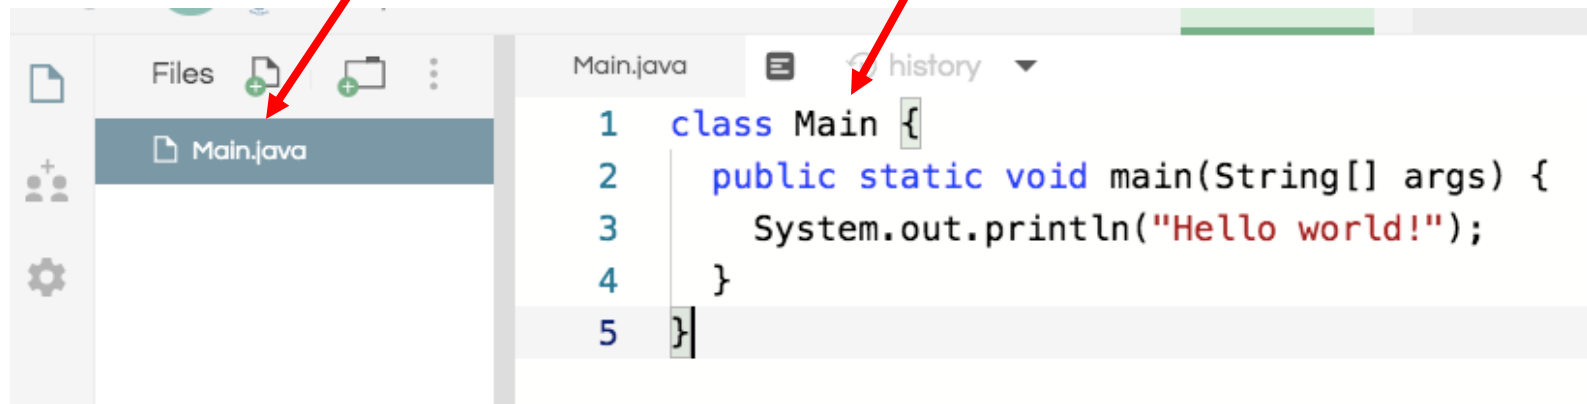 Files
Main.java
Main.java history
1 class Main {
2   public static void main(String[] args) {
3     System.out.println("Hello world!");
4   }
5 }